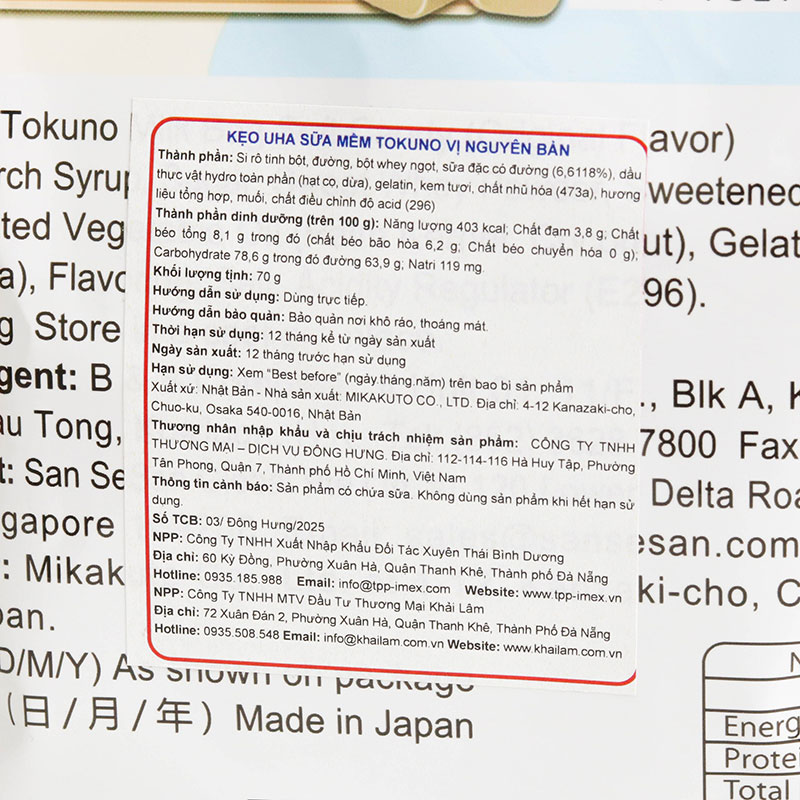 KẸO UHA SỮA MỀM TOKUNO VỊ NGUYÊN BẢN
Thành phần: Si rô tinh bột, đường, bột whey ngọt, sữa đặc có đường (6,6118%), dầu
thực vật hydro toàn phần (hạt cọ, dừa), gelatin, kem tươi, chất nhũ hóa (473a), hương
liệu tổng hợp, muối, chất điều chỉnh độ acid (296)
Thành phần dinh dưỡng (trên 100 g): Năng lượng 403 kcal; Chất đạm 3,8 g; Chất
béo tổng 8,1 g trong đó (chất béo bão hòa 6,2 g; Chất béo chuyển hóa 0 g);
Carbohydrate 78,6 g trong đó đường 63,9 g; Natri 119 mg.
Khối lượng tịnh: 70 g
Hướng dẫn sử dụng: Dùng trực tiếp.
Hướng dẫn bảo quản: Bảo quản nơi khô ráo, thoáng mát.
Thời hạn sử dụng: 12 tháng kể từ ngày sản xuất
Ngày sản xuất: 12 tháng trước hạn sử dụng
Hạn sử dụng: Xem “Best before” (ngày.tháng.năm) trên bao bì sản phẩm
Xuất xứ: Nhật Bản - Nhà sản xuất: MIKAKUTO CO., LTD. Địa chỉ: 4-12 Kanazaki-cho,
Chuo-ku, Osaka 540-0016, Nhật Bản
Thương nhân nhập khẩu và chịu trách nhiệm sản phẩm: CÔNG TY TNHH
THƯƠNG MẠI – DỊCH VỤ ĐÔNG HƯNG. Địa chỉ: 112-114-116 Hà Huy Tập, Phường
Tân Phong, Quận 7, Thành phố Hồ Chí Minh, Việt Nam
Thông tin cảnh báo: Sản phẩm có chứa sữa. Không dùng sản phẩm khi hết hạn sử
dụng.
Số TCB: 03/ Đông Hưng/2025
NPP: Công Ty TNHH Xuất Nhập Khẩu Đối Tác Xuyên Thái Bình Dương
Địa chỉ: 60 Kỳ Đồng, Phường Xuân Hà, Quận Thanh Khê, Thành phố Đà Nẵng
Hotline: 0935.185.988 Email: info@tpp-imex.com Website: www.tpp-imex.vn
NPP: Công Ty TNHH MTV Đầu Tư Thương Mại Khải Lâm
Địa chỉ: 72 Xuân Đán 2, Phường Xuân Hà, Quận Thanh Khê, Thành Phố Đà Nẵng
Hotline: 0935.508.548 Email: info@khailam.com.vn Website: www.khailam.com.vn
Tokuno
avor)
rch Syrup
weetened
ted Veg
ut), Gelat
a), Flavo
96).
g Store
gent: B
., Blk A, K
au Tong,
7800 Fax
t: San Se
Delta Roa
ngapore
esan.com
: Mikak
ki-cho, C
pan.
D/M/Y) As shown on package
(日/月/年) Made in Japan
N
Energ
Protei
Total